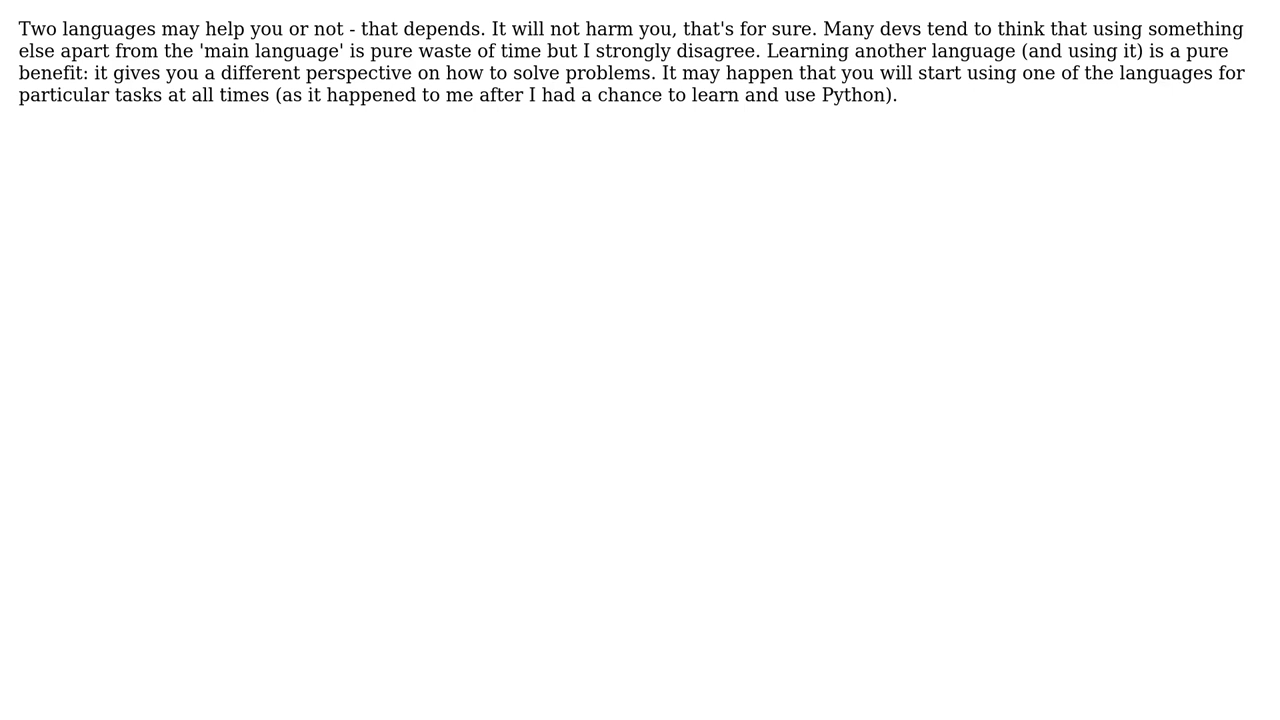 Two languages may help you or not - that depends. It will not harm you, that's for sure. Many devs tend to think that using something
else apart from the 'main language' is pure waste of time but I strongly disagree. Learning another language (and using it) is a pure
benefit: it gives you a different perspective on how to solve problems. It may happen that you will start using one of the languages for
particular tasks at all times (as it happened to me after I had a chance to learn and use Python).